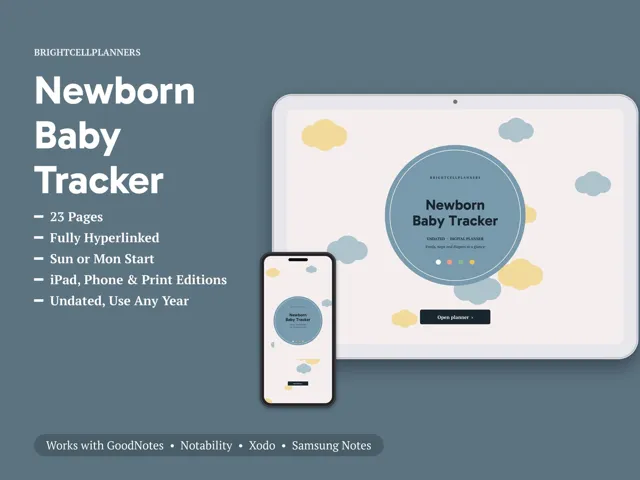 BRIGHTCELLPLANNERS
Newborn
Baby
Tracker
23 Pages
Fully Hyperlinked
Sun or Mon Start
iPad, Phone & Print Editions
Undated, Use Any Year
BRIGHTCELLPLANNERS
Newborn
Baby Tracker
UNDATED · DIGITAL PLANNER
Open planner ›
Newborn
Baby Tracker
Works with GoodNotes • Notability • Xodo • Samsung Notes